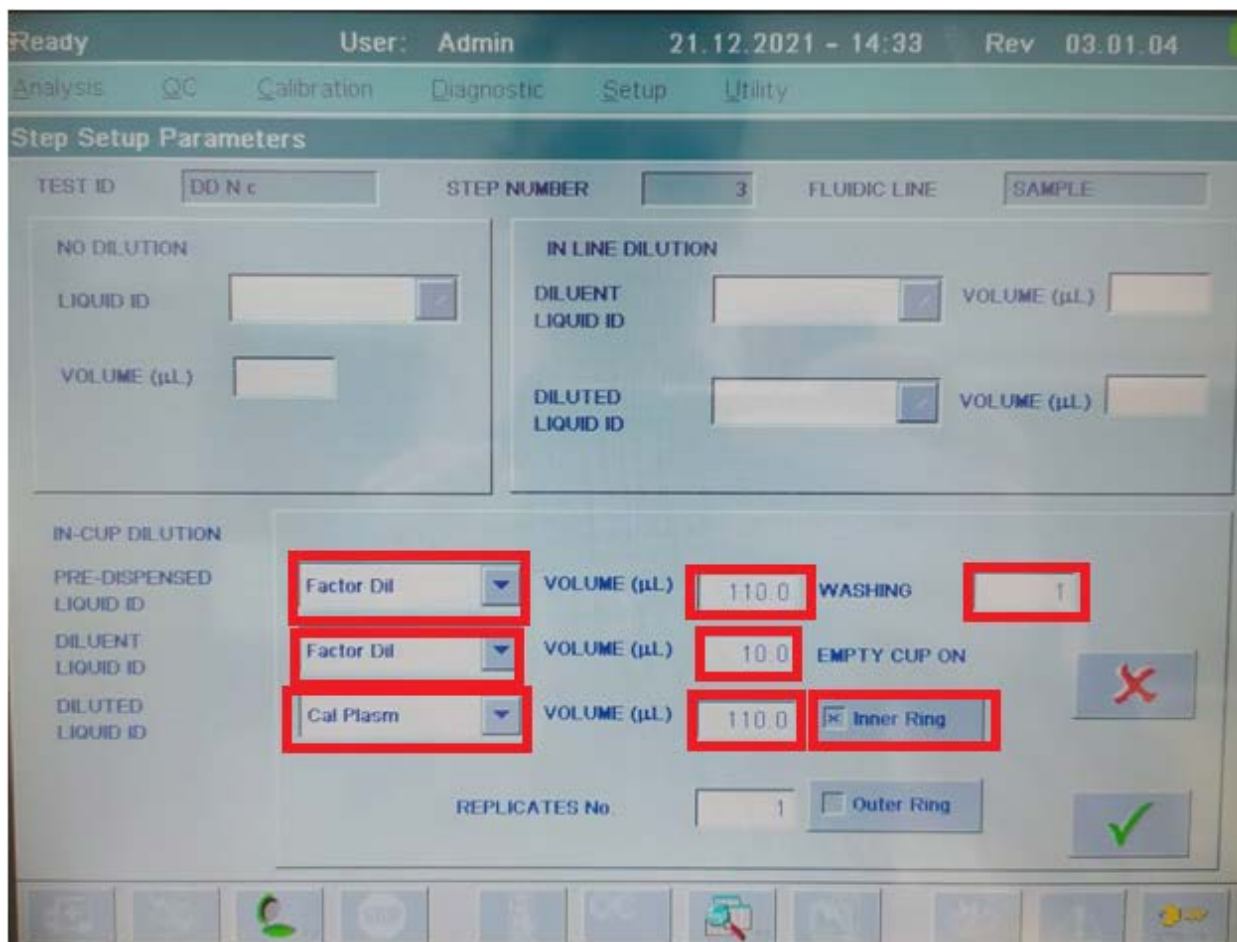 Ready User: Admin 21.12.2021 - 14:33 Rev 03.01.04
Analysis QC Calibration Diagnostic Setup Utility
Step Setup Parameters
TEST ID DD N c STEP NUMBER 3 FLUIDIC LINE SAMPLE
NO DILUTION
LIQUID ID
VOLUME (µL)
IN LINE DILUTION
DILUENT LIQUID ID VOLUME (µL)
DILUTED LIQUID ID VOLUME (µL)
IN-CUP DILUTION
PRE-DISPENSED LIQUID ID Factor Dil VOLUME (µL) 110.0 WASHING 1
DILUENT LIQUID ID Factor Dil VOLUME (µL) 10.0 EMPTY CUP ON
DILUTED LIQUID ID Cal Plasm VOLUME (µL) 110.0 Inner Ring
REPLICATES No. 1 Outer Ring